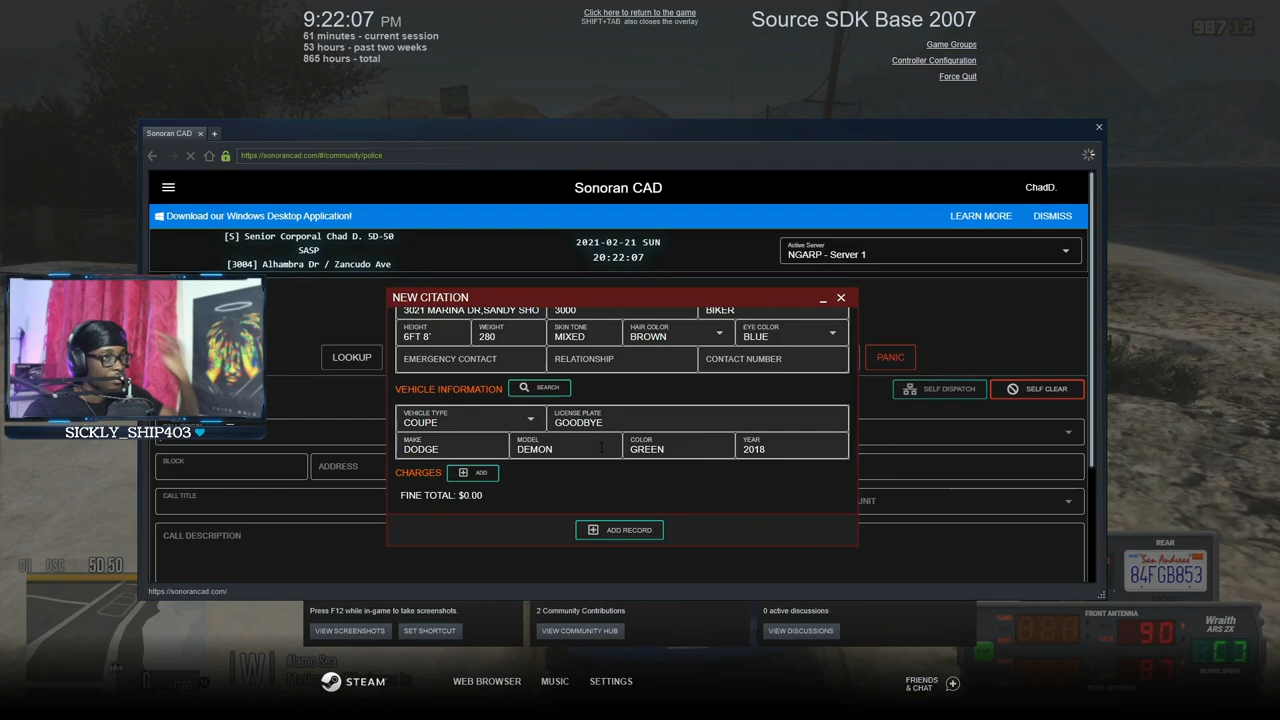 9:22:07 PM
61 minutes - current session
53 hours - past two weeks
865 hours - total
Click here to return to the game
SHIFT+TAB also closes the overlay
Source SDK Base 2007
Game Groups
Controller Configuration
Force Quit
98712
Sonoran CAD
https://sonorancad.com/#/community/police
Sonoran CAD
ChadD.
Download our Windows Desktop Application!
LEARN MORE
DISMISS
[S] Senior Corporal Chad D. 5D-50
SASP
[3004] Alhambra Dr / Zancudo Ave
2021-02-21 SUN
20:22:07
Active Server
NGARP - Server 1
NEW CITATION
3021 MARINA DR,SANDY SHO
3000
BIKER
HEIGHT
6FT 8`
WEIGHT
280
SKIN TONE
MIXED
HAIR COLOR
BROWN
EYE COLOR
BLUE
EMERGENCY CONTACT
RELATIONSHIP
CONTACT NUMBER
VEHICLE INFORMATION
SEARCH
VEHICLE TYPE
COUPE
LICENSE PLATE
GOODBYE
MAKE
DODGE
MODEL
DEMON
COLOR
GREEN
YEAR
2018
CHARGES
ADD
FINE TOTAL: $0.00
ADD RECORD
LOOKUP
PANIC
SELF DISPATCH
SELF CLEAR
BLOCK
ADDRESS
CALL TITLE
UNIT
CALL DESCRIPTION
SICKLY_SHIP403
https://sonorancad.com/
5D50
REAR
San Andreas
84FGB853
FRONT ANTENNA
90
Wraith
ARS 2X
Press F12 while in-game to take screenshots.
VIEW SCREENSHOTS
SET SHORTCUT
2 Community Contributions
VIEW COMMUNITY HUB
0 active discussions
VIEW DISCUSSIONS
W
Alamo Sea
STEAM
WEB BROWSER
MUSIC
SETTINGS
FRIENDS
& CHAT